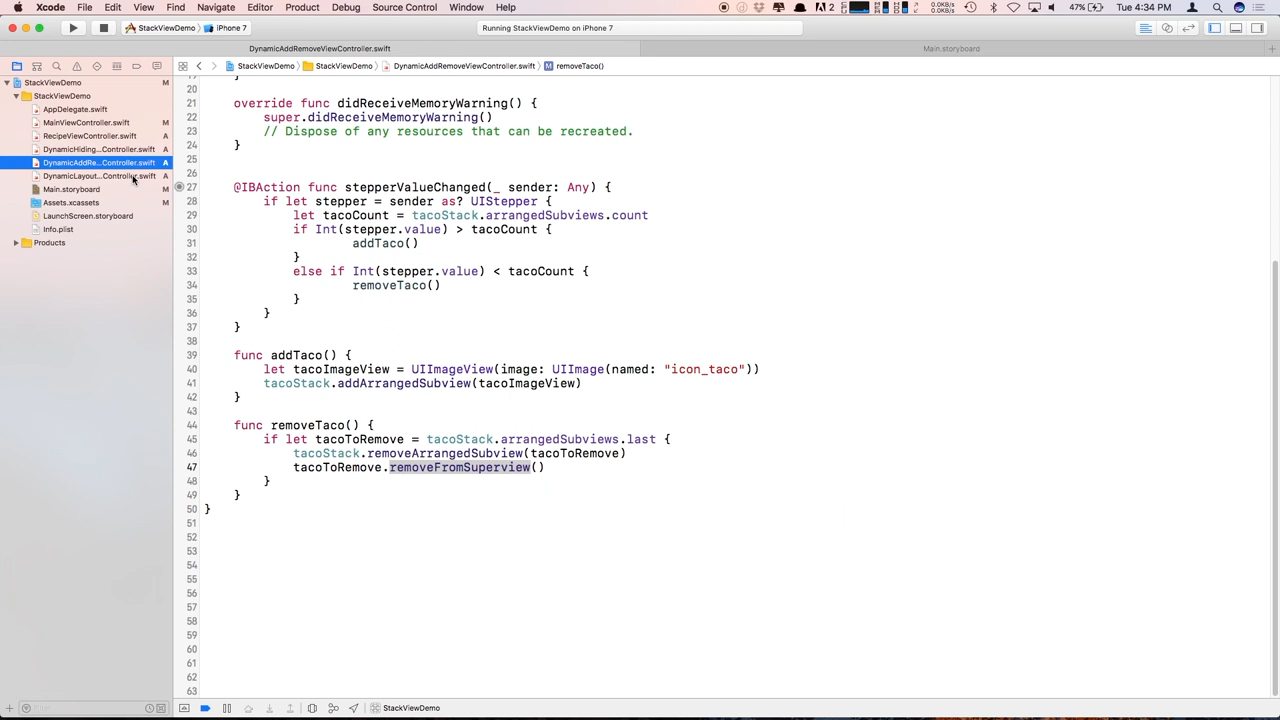 Xcode File Edit View Find Navigate Editor Product Debug Source Control Window Help 2 0.0KB/s 0.0KB/s 47% Tue 4:34 PM
StackViewDemo iPhone 7 Running StackViewDemo on iPhone 7
DynamicAddRemoveViewController.swift Main.storyboard
StackViewDemo StackViewDemo DynamicAddRemoveViewController.swift M removeTaco()
StackViewDemo M
StackViewDemo
AppDelegate.swift
MainViewController.swift M
RecipeViewController.swift A
DynamicHiding...Controller.swift A
DynamicAddRe...Controller.swift A
DynamicLayout...Controller.swift A
Main.storyboard M
Assets.xcassets M
LaunchScreen.storyboard
Info.plist
Products
20
21 override func didReceiveMemoryWarning() {
22 super.didReceiveMemoryWarning()
23 // Dispose of any resources that can be recreated.
24 }
25
26
@IBAction func stepperValueChanged(_ sender: Any) {
28 if let stepper = sender as? UIStepper {
29 let tacoCount = tacoStack.arrangedSubviews.count
30 if Int(stepper.value) > tacoCount {
31 addTaco()
32 }
33 else if Int(stepper.value) < tacoCount {
34 removeTaco()
35 }
36 }
37 }
38
39 func addTaco() {
40 let tacoImageView = UIImageView(image: UIImage(named: "icon_taco"))
41 tacoStack.addArrangedSubview(tacoImageView)
42 }
43
44 func removeTaco() {
45 if let tacoToRemove = tacoStack.arrangedSubviews.last {
46 tacoStack.removeArrangedSubview(tacoToRemove)
47 tacoToRemove.removeFromSuperview()
48 }
49 }
50 }
51
52
53
54
55
56
57
58
59
60
61
62
63
Filter StackViewDemo